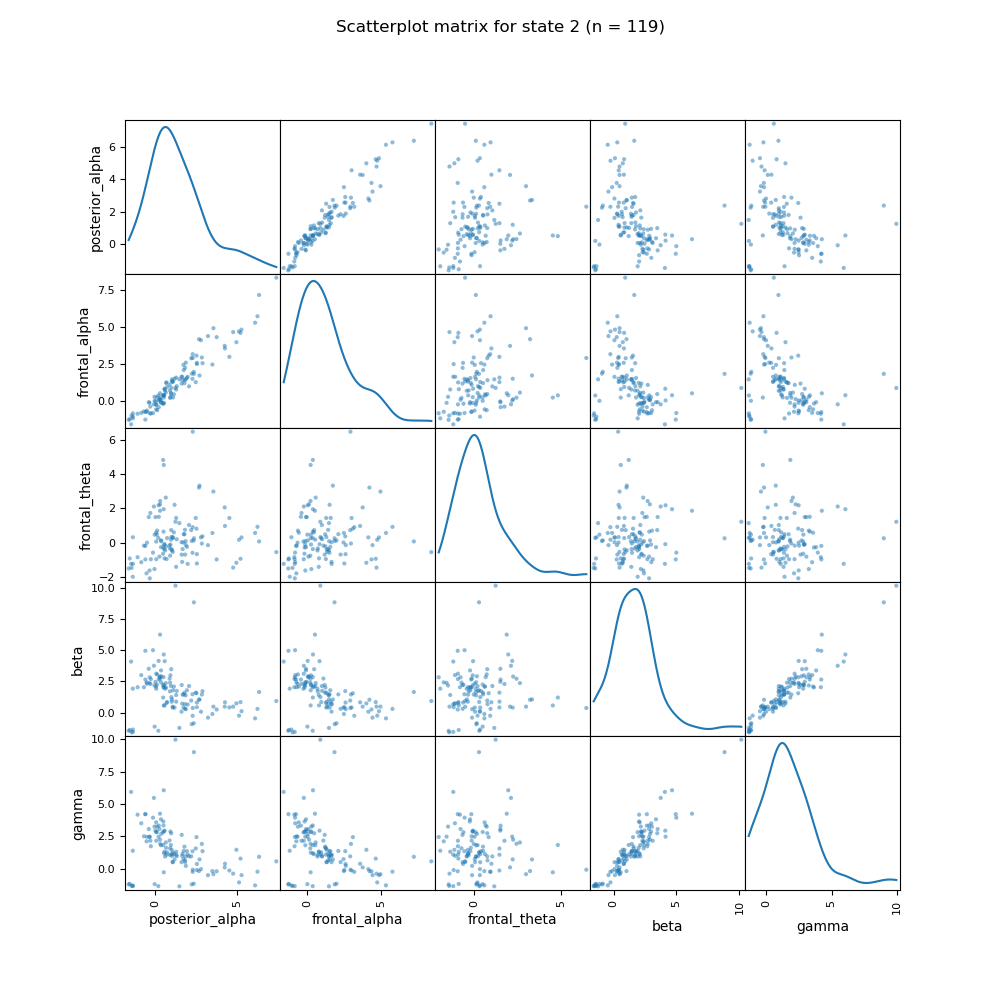 Scatterplot matrix for state 2 (n = 119)
posterior_alpha
6
4
2
0
frontal_alpha
7.5
5.0
2.5
0.0
frontal_theta
6
4
2
0
−2
beta
10.0
7.5
5.0
2.5
0.0
gamma
10.0
7.5
5.0
2.5
0.0
0 5 0 5 0 5 0 5 10 0 5 10
posterior_alpha frontal_alpha frontal_theta beta gamma